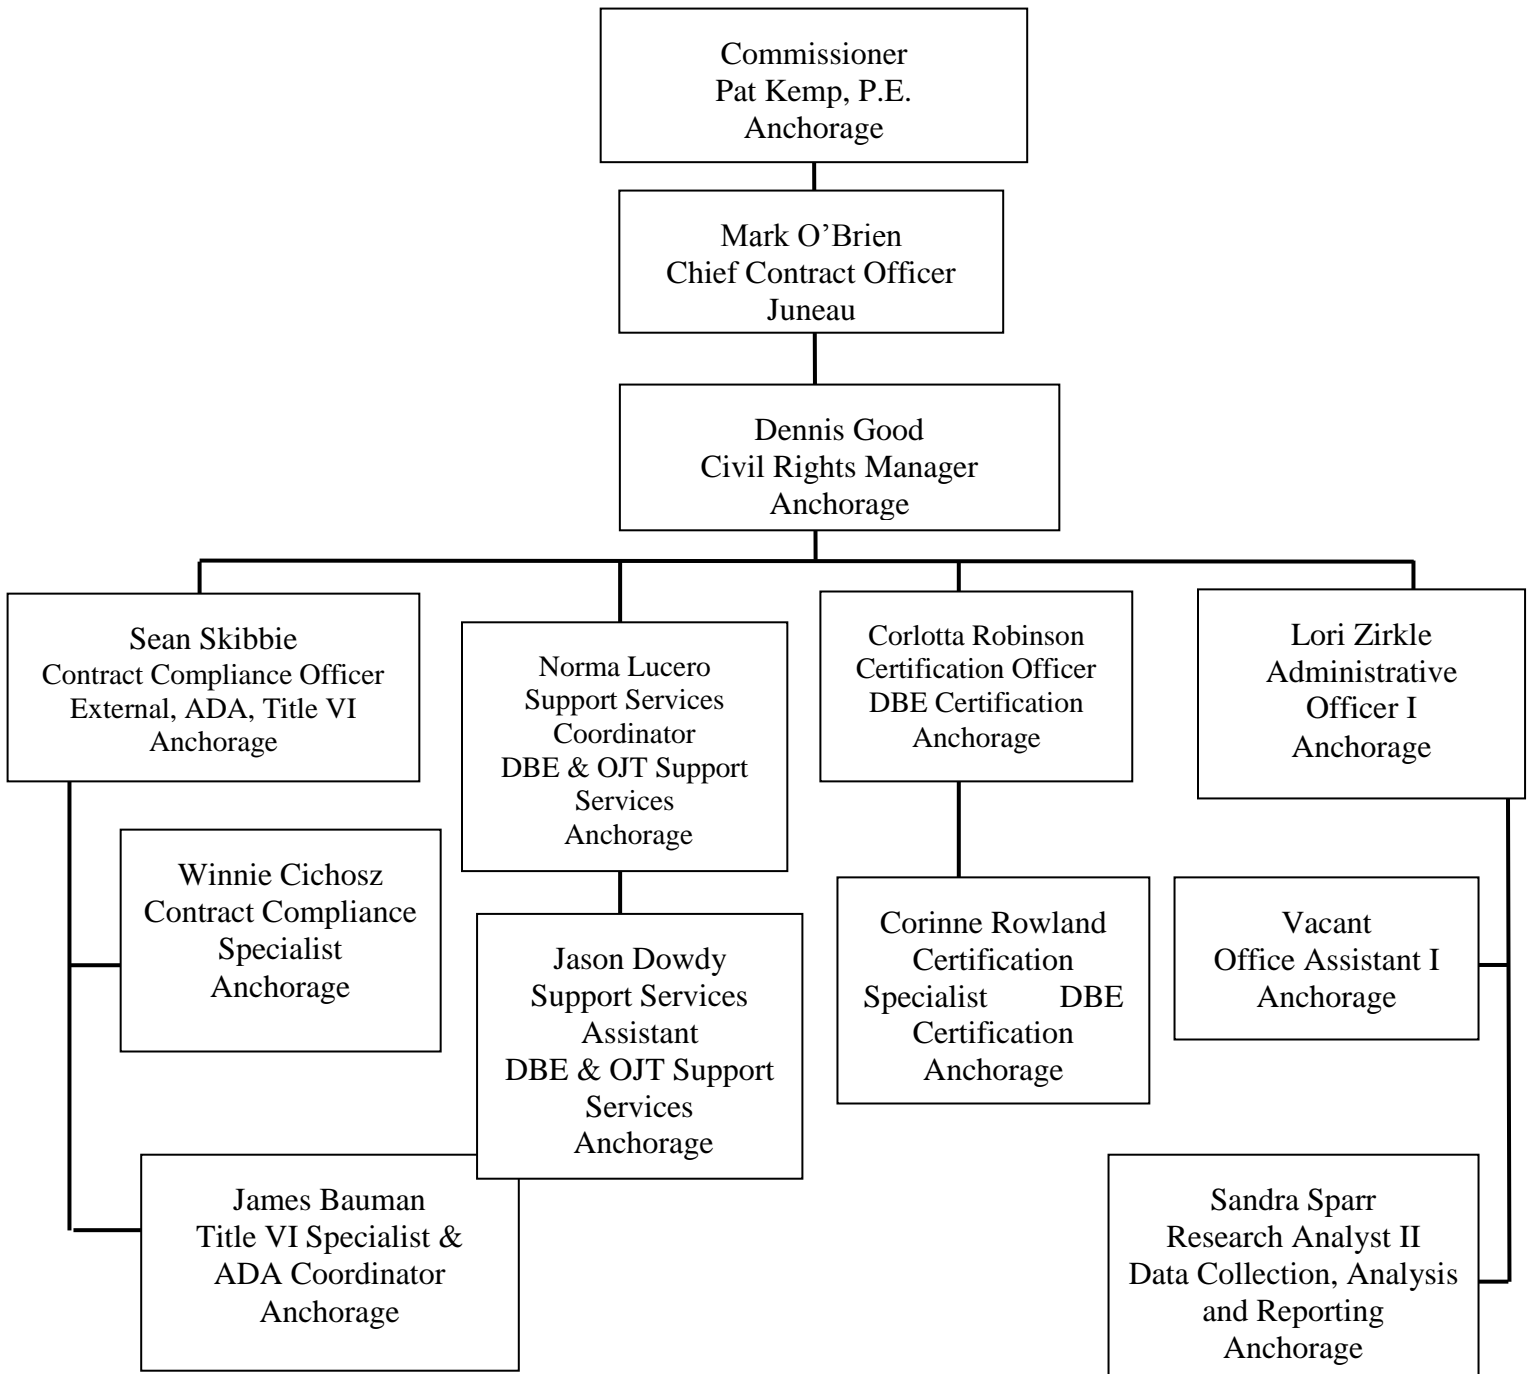 Commissioner
Pat Kemp, P.E.
Anchorage
Mark O’Brien
Chief Contract Officer
Juneau
Dennis Good
Civil Rights Manager
Anchorage
Sean Skibbie
Contract Compliance Officer
External, ADA, Title VI
Anchorage
Norma Lucero
Support Services
Coordinator
DBE & OJT Support
Services
Anchorage
Corlotta Robinson
Certification Officer
DBE Certification
Anchorage
Lori Zirkle
Administrative
Officer I
Anchorage
Winnie Cichosz
Contract Compliance
Specialist
Anchorage
Jason Dowdy
Support Services
Assistant
DBE & OJT Support
Services
Anchorage
Corinne Rowland
Certification
Specialist DBE
Certification
Anchorage
Vacant
Office Assistant I
Anchorage
James Bauman
Title VI Specialist &
ADA Coordinator
Anchorage
Sandra Sparr
Research Analyst II
Data Collection, Analysis
and Reporting
Anchorage